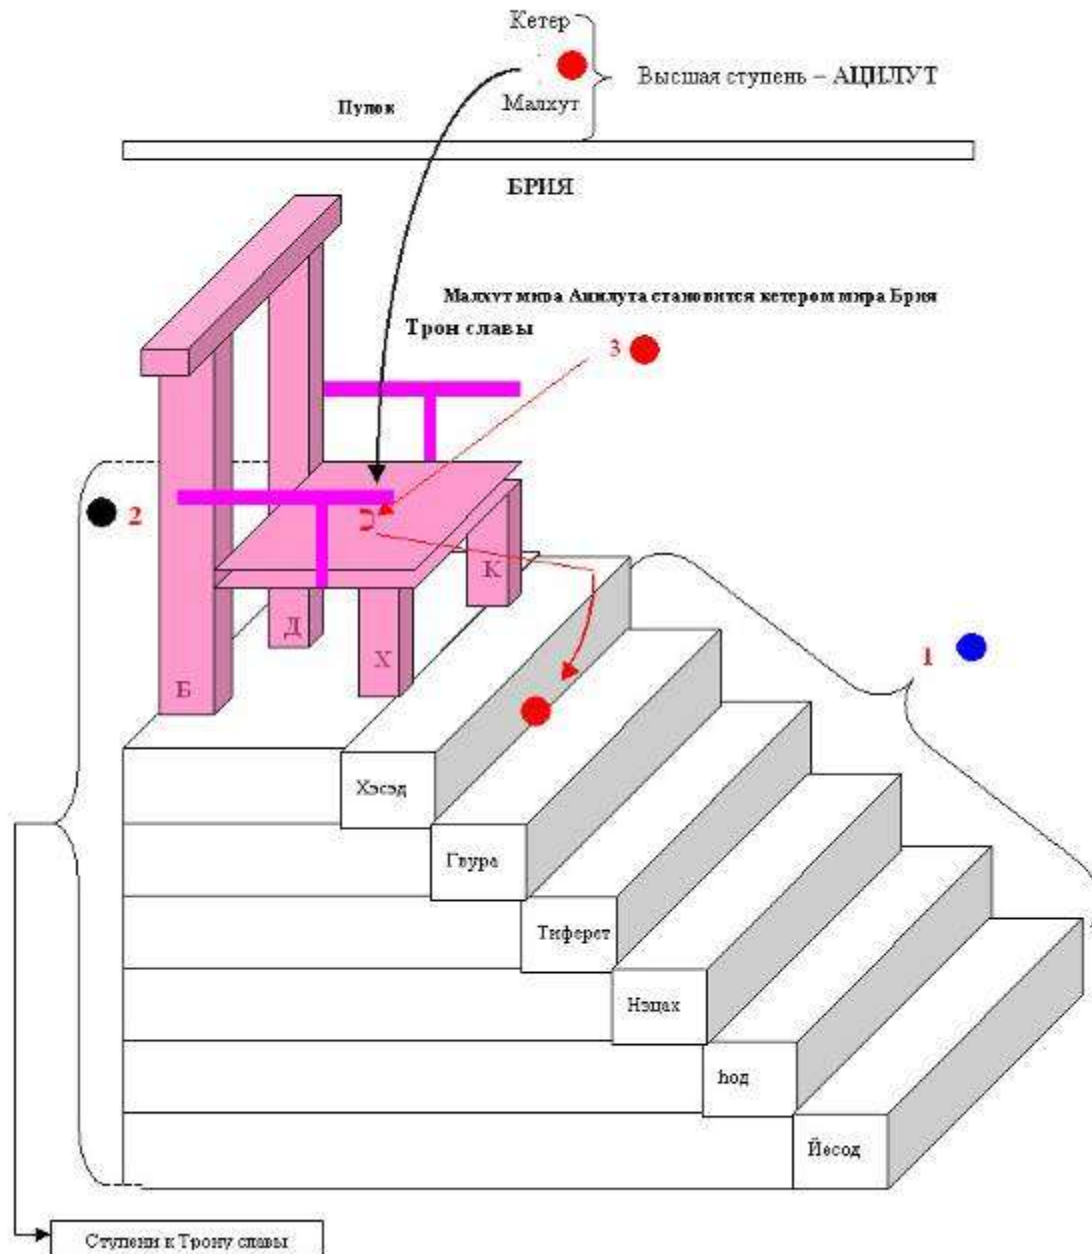 Кетер
Высшая ступень – АЦИЛУТ
Малхут
Пупок
БРИЯ
Малхут мира Ацилута становится кетером мира Брия
Трон славы
3
2
כ
К
Д
Х
Б
1
Хэсэд
Гвура
Тиферет
Нэцах
hод
Йесод
Ступени к Трону славы